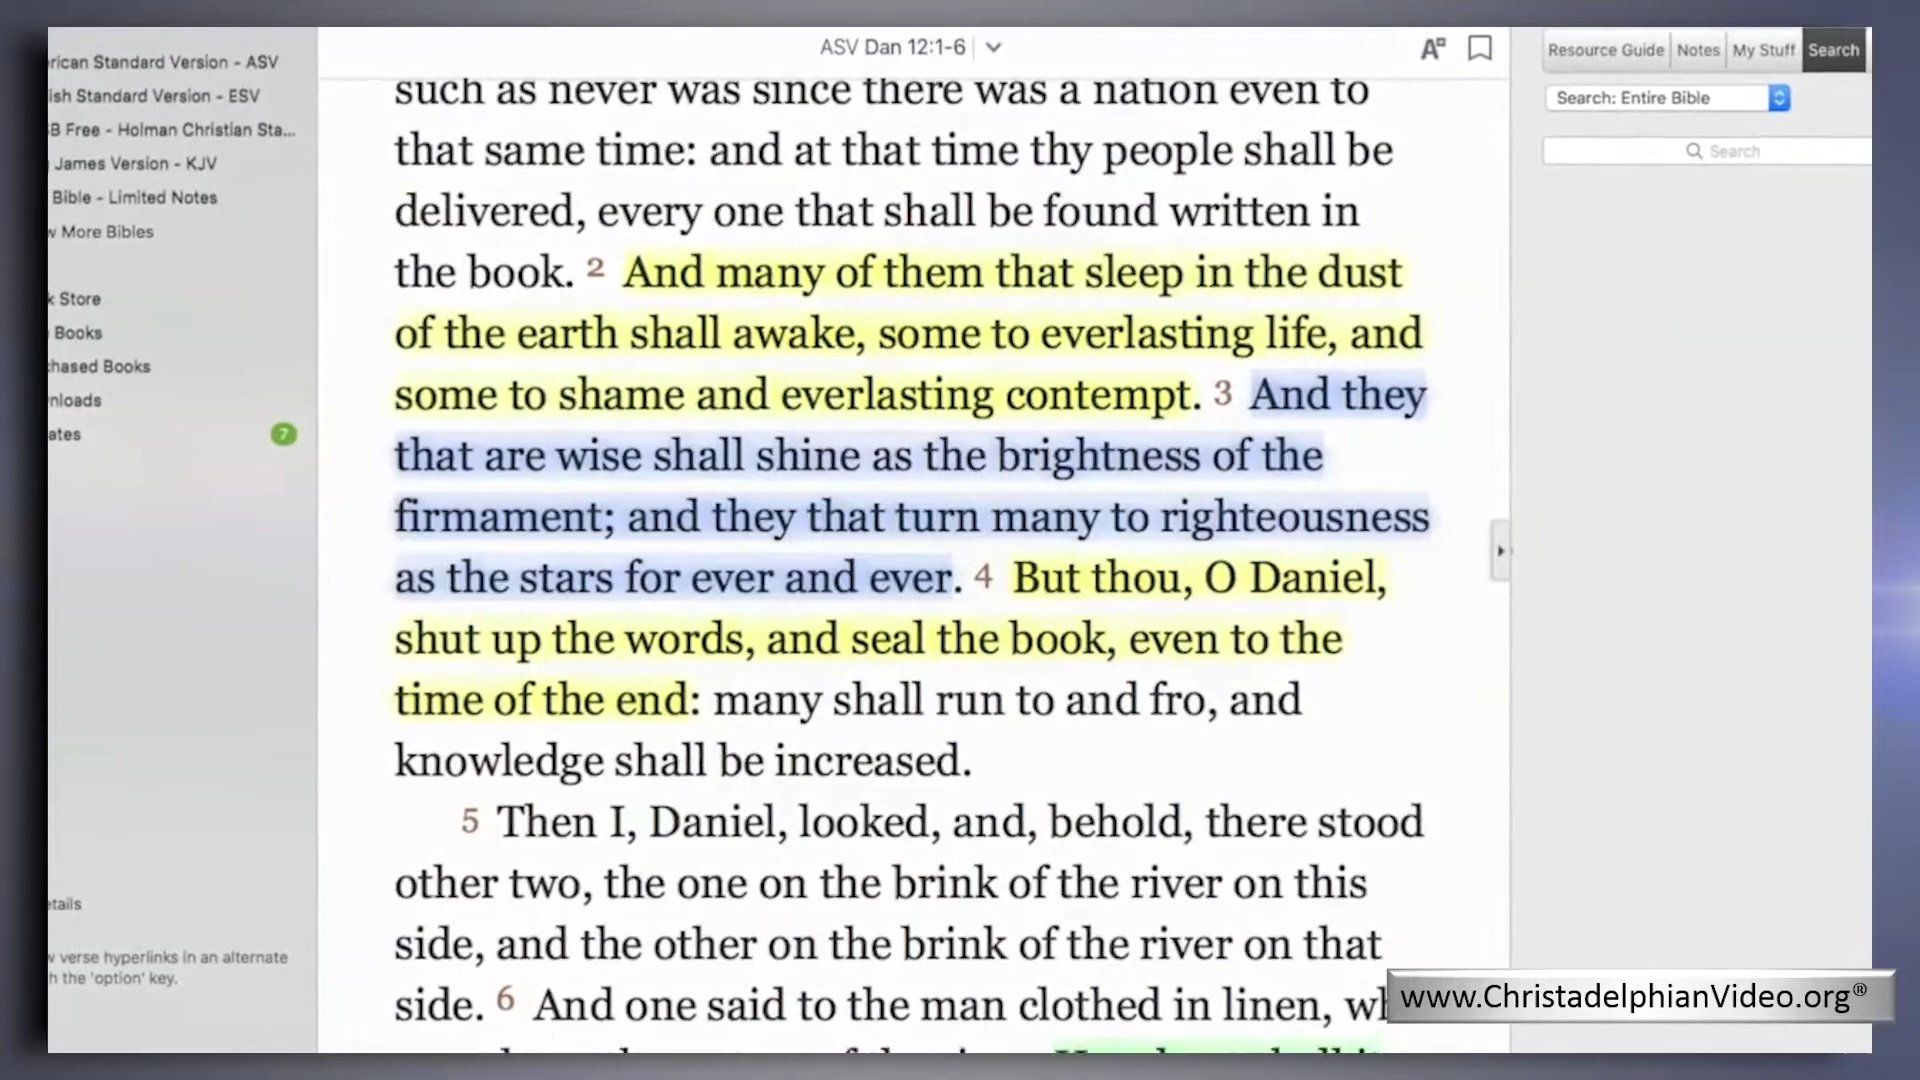 rican Standard Version - ASV
ish Standard Version - ESV
B Free - Holman Christian Sta...
James Version - KJV
Bible - Limited Notes
w More Bibles
k Store
Books
hased Books
nloads
ates
7
etails
w verse hyperlinks in an alternate
h the 'option' key.
ASV Dan 12:1-6
A
such as never was since there was a nation even to
that same time: and at that time thy people shall be
delivered, every one that shall be found written in
the book. 2 And many of them that sleep in the dust
of the earth shall awake, some to everlasting life, and
some to shame and everlasting contempt. 3 And they
that are wise shall shine as the brightness of the
firmament; and they that turn many to righteousness
as the stars for ever and ever. 4 But thou, O Daniel,
shut up the words, and seal the book, even to the
time of the end: many shall run to and fro, and
knowledge shall be increased.
5 Then I, Daniel, looked, and, behold, there stood
other two, the one on the brink of the river on this
side, and the other on the brink of the river on that
side. 6 And one said to the man clothed in linen, wh
Resource Guide Notes My Stuff Search
Search: Entire Bible
Search
www.ChristadelphianVideo.org®